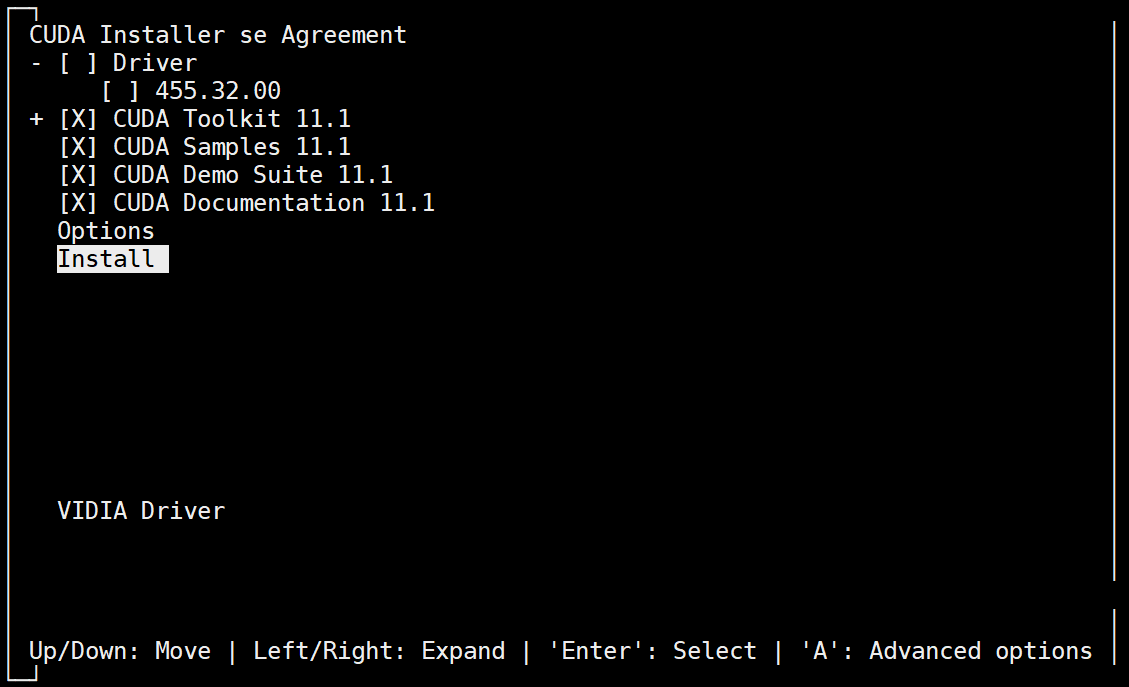 CUDA Installer se Agreement
- [ ] Driver
[ ] 455.32.00
+ [X] CUDA Toolkit 11.1
[X] CUDA Samples 11.1
[X] CUDA Demo Suite 11.1
[X] CUDA Documentation 11.1
Options
Install
VIDIA Driver
Up/Down: Move | Left/Right: Expand | 'Enter': Select | 'A': Advanced options